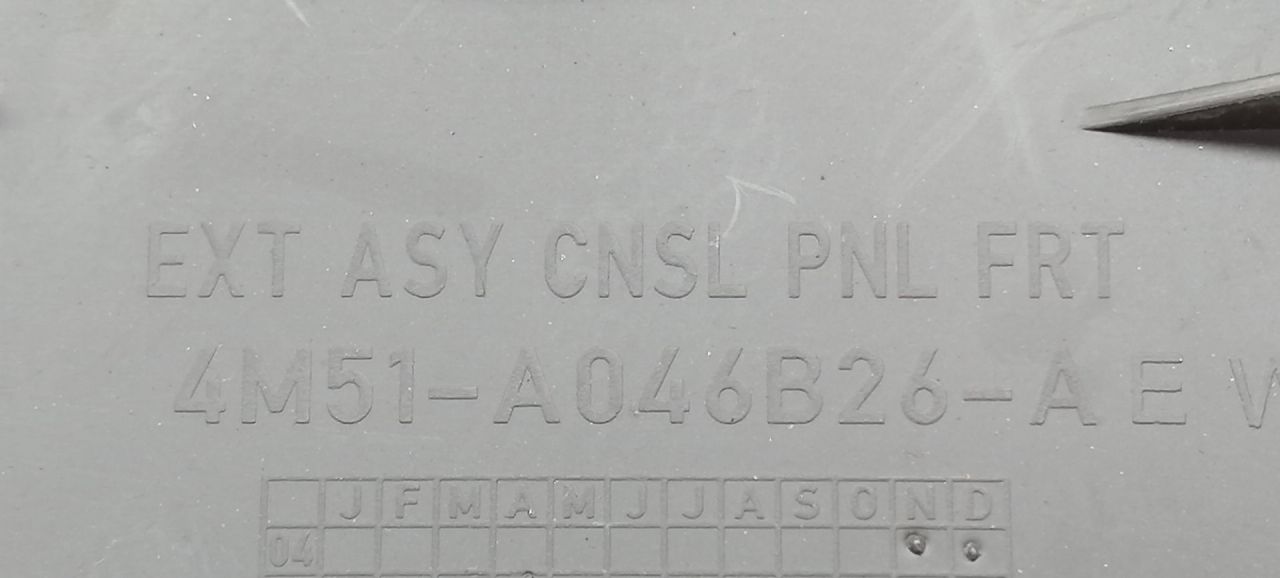 EXT ASY CNSL PNL FRT
4M51-A046B26-A E
J F M A M J J A S O N D
04